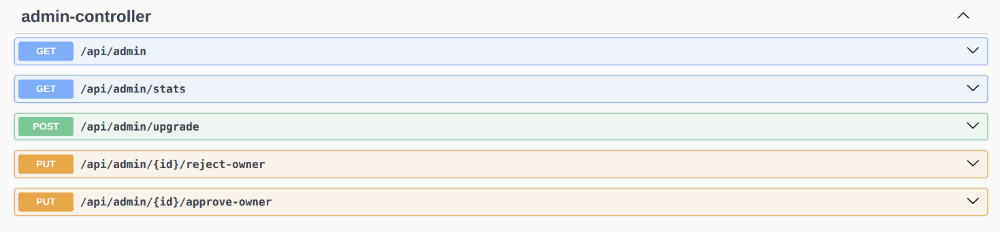 admin-controller
GET /api/admin
GET /api/admin/stats
POST /api/admin/upgrade
PUT /api/admin/{id}/reject-owner
PUT /api/admin/{id}/approve-owner